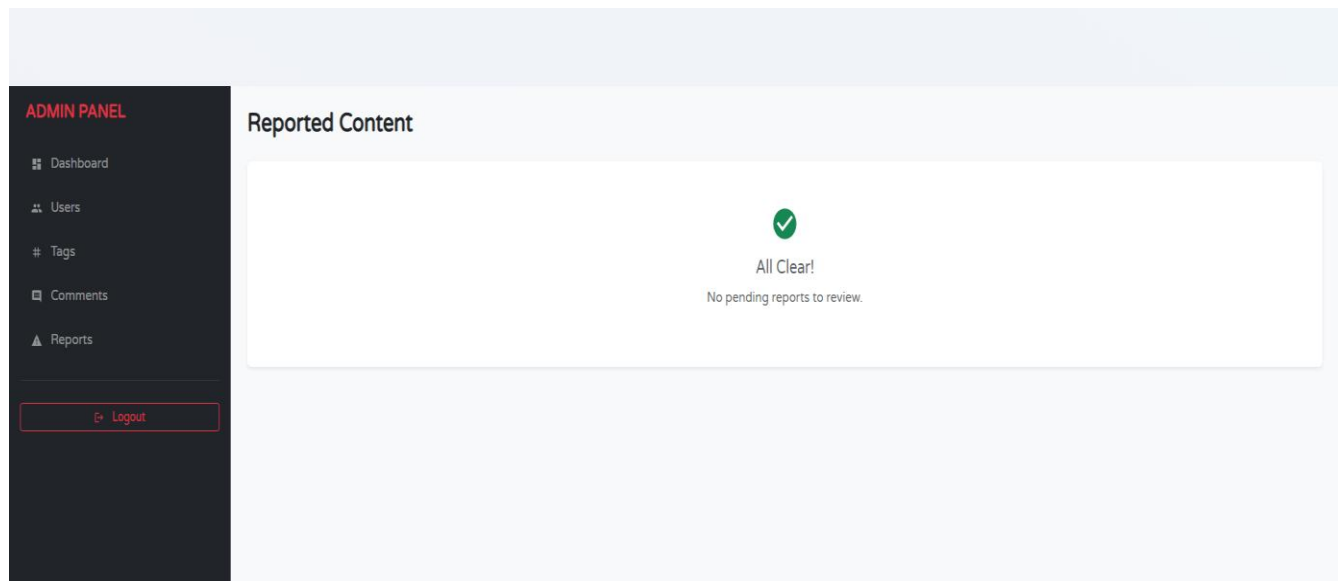 ADMIN PANEL
Dashboard
Users
# Tags
Comments
Reports
Logout
Reported Content
All Clear!
No pending reports to review.